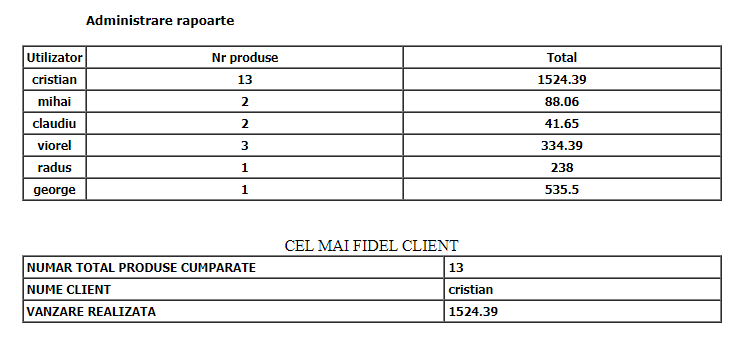 Administrare rapoarte
Utilizator Nr produse Total
cristian 13 1524.39
mihai 2 88.06
claudiu 2 41.65
viorel 3 334.39
radus 1 238
george 1 535.5
CEL MAI FIDEL CLIENT
NUMAR TOTAL PRODUSE CUMPARATE 13
NUME CLIENT cristian
VANZARE REALIZATA 1524.39